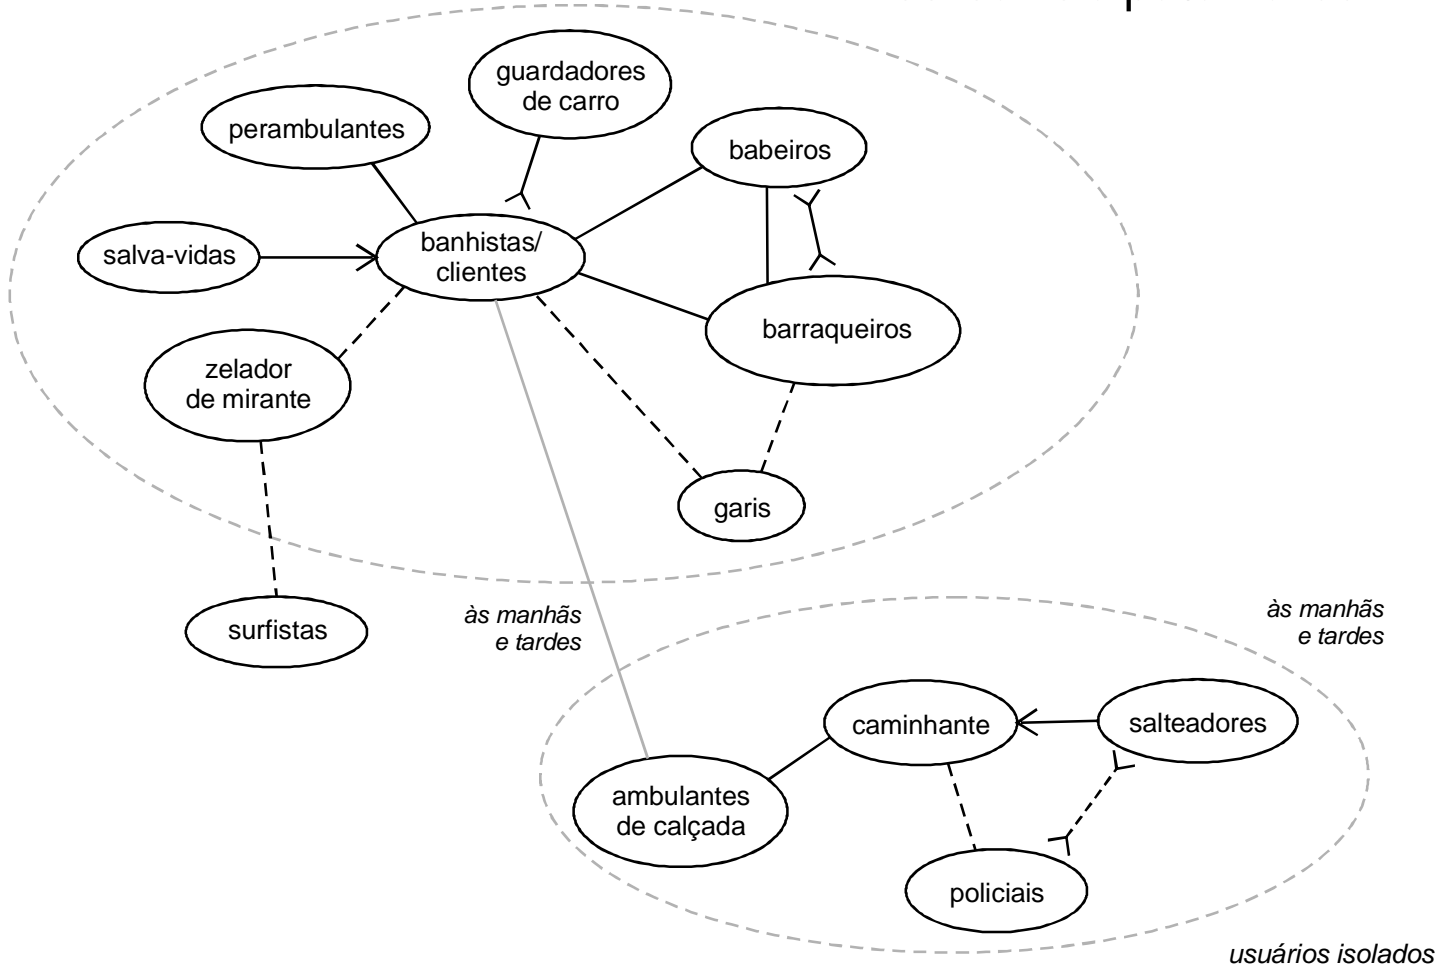 guardadores
de carro
perambulantes
babeiros
salva-vidas
banhistas/
clientes
barraqueiros
zelador
de mirante
garis
surfistas
às manhãs
e tardes
às manhãs
e tardes
caminhante
salteadores
ambulantes
de calçada
policiais
usuários isolados